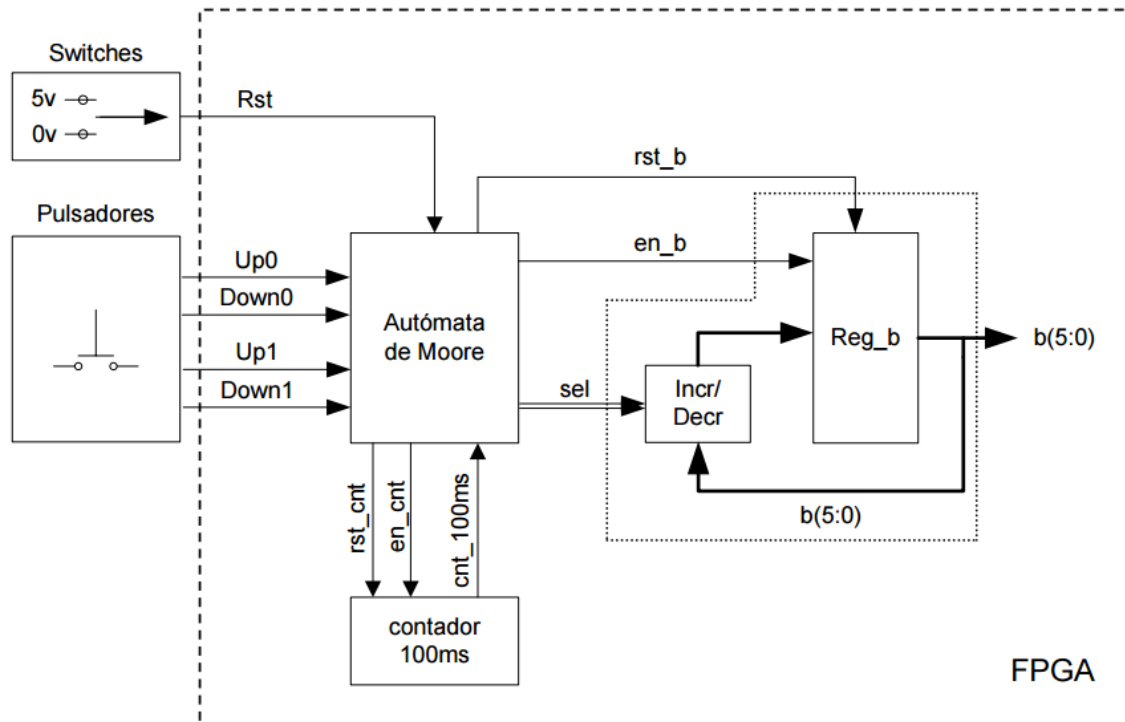 Switches
5v
0v
Rst
rst_b
Pulsadores
Up0
Down0
Up1
Down1
Autómata
de Moore
en_b
sel
Incr/
Decr
Reg_b
b(5:0)
b(5:0)
rst_cnt
en_cnt
cnt_100ms
contador
100ms
FPGA